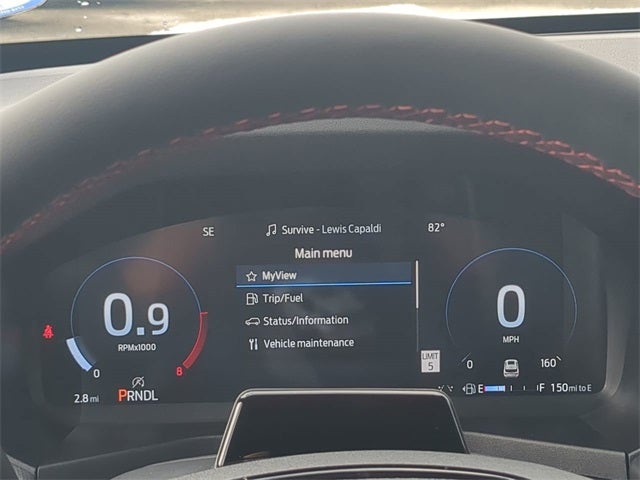 SE
Survive - Lewis Capaldi
82°
Main menu
MyView
Trip/Fuel
Status/Information
Vehicle maintenance
0.9
RPMx1000
0
8
0
MPH
0
160
LIMIT
5
2.8 mi
PRNDL
E
F
150 mi to E